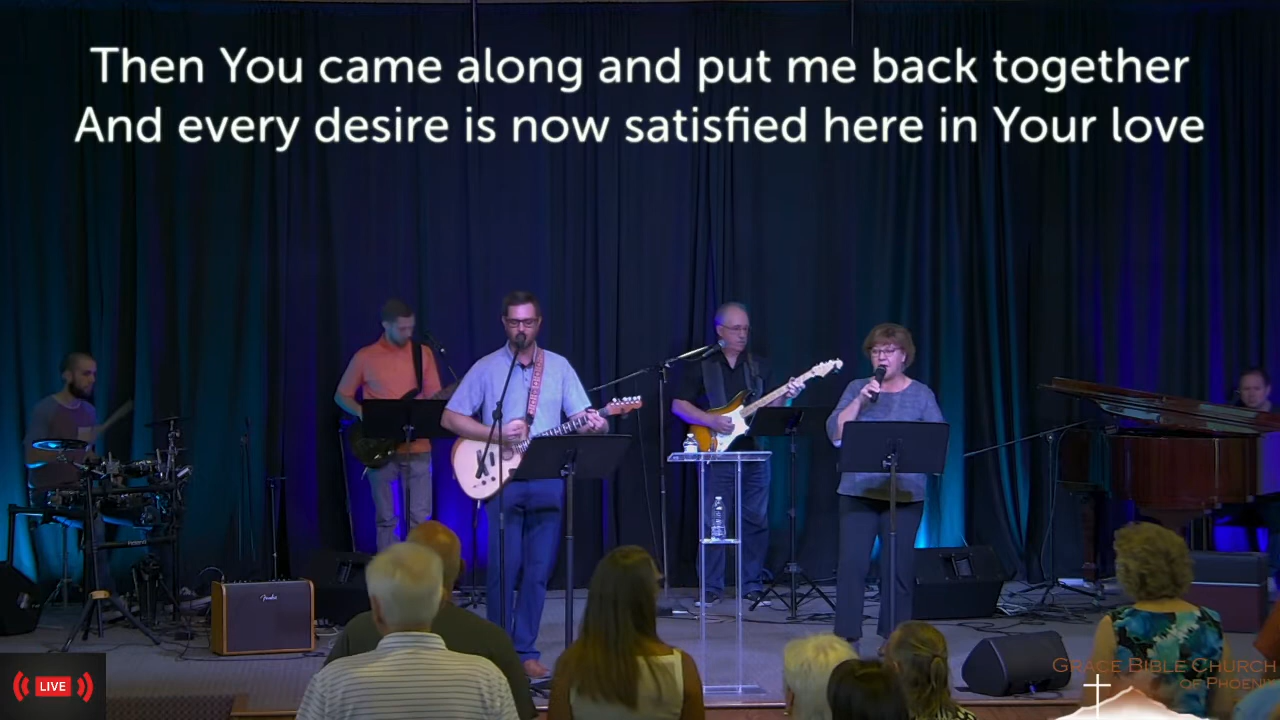 Then You came along and put me back together
And every desire is now satisfied here in Your love
Fender
LIVE
GRACE BIBLE CHURCH
OF PHOENIX